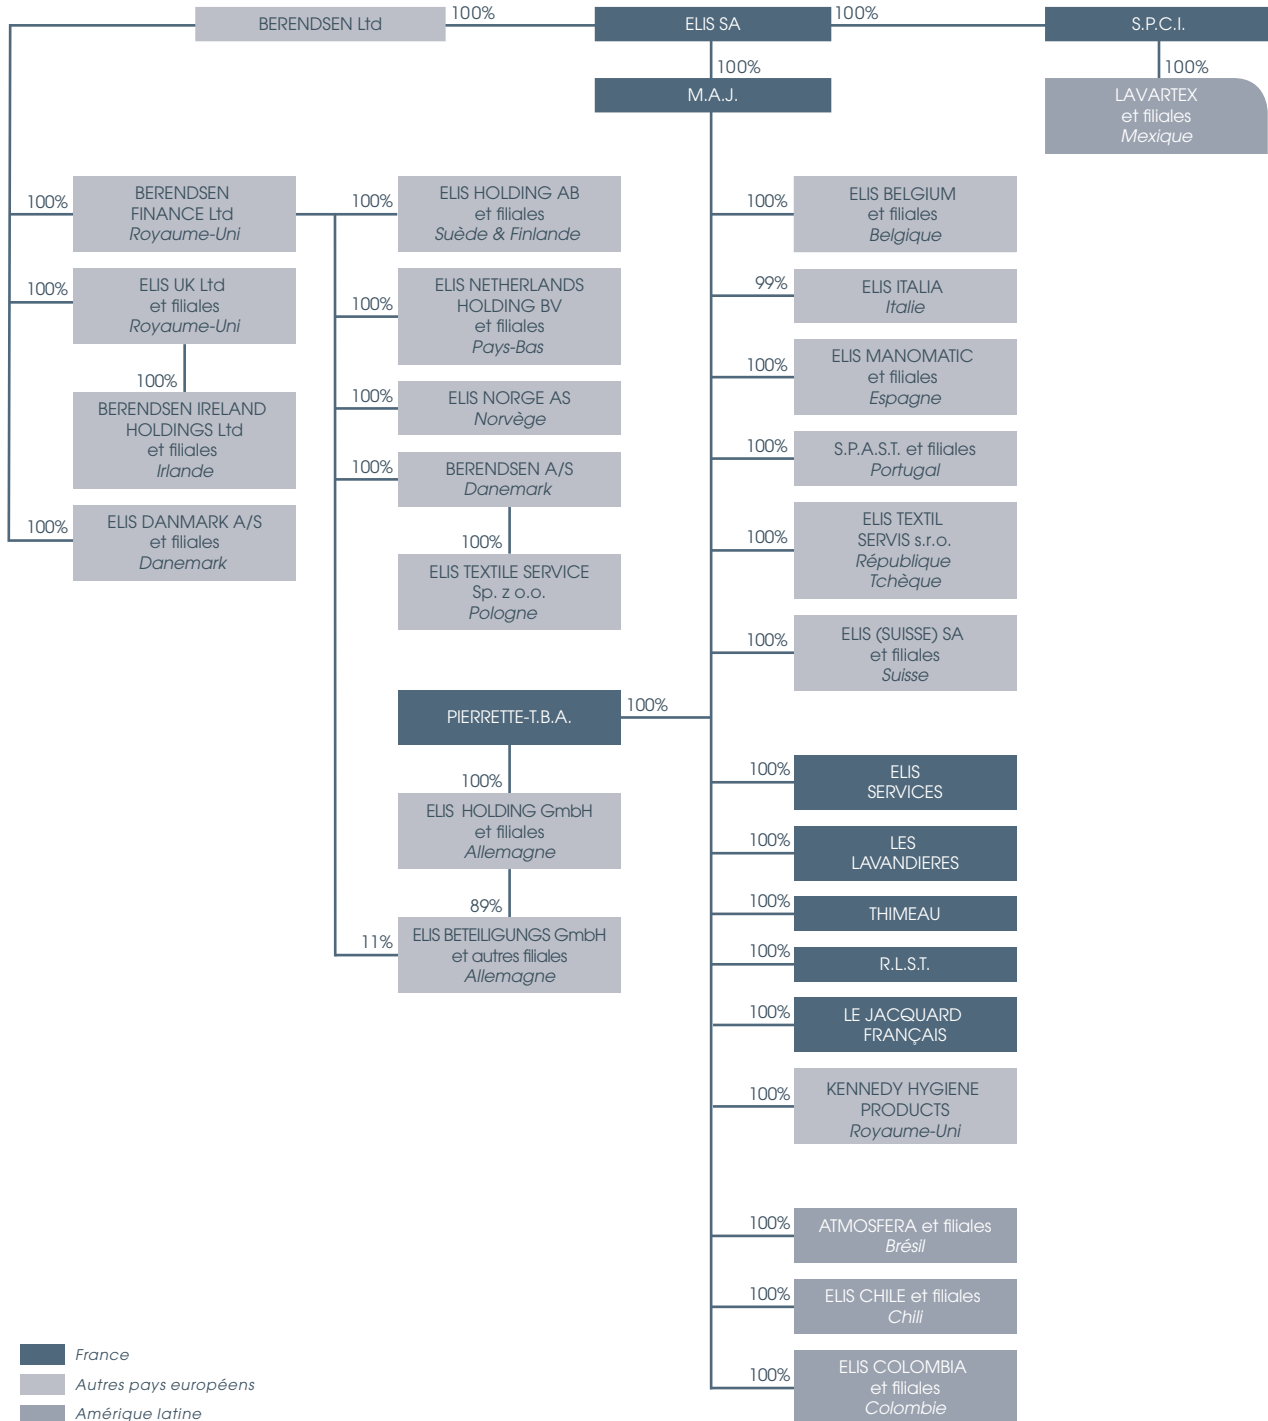 BERENDSEN Ltd
100%
ELIS SA
100%
S.P.C.I.
100%
M.A.J.
100%
LAVARTEX
et filiales
Mexique
100%
BERENDSEN
FINANCE Ltd
Royaume-Uni
100%
ELIS UK Ltd
et filiales
Royaume-Uni
100%
BERENDSEN IRELAND
HOLDINGS Ltd
et filiales
Irlande
100%
ELIS DANMARK A/S
et filiales
Danemark
100%
ELIS HOLDING AB
et filiales
Suède & Finlande
100%
ELIS NETHERLANDS
HOLDING BV
et filiales
Pays-Bas
100%
ELIS NORGE AS
Norvège
100%
BERENDSEN A/S
Danemark
100%
ELIS TEXTILE SERVICE
Sp. z o.o.
Pologne
PIERRETTE-T.B.A.
100%
100%
ELIS HOLDING GmbH
et filiales
Allemagne
89%
11%
ELIS BETEILIGUNGS GmbH
et autres filiales
Allemagne
100%
ELIS BELGIUM
et filiales
Belgique
99%
ELIS ITALIA
Italie
100%
ELIS MANOMATIC
et filiales
Espagne
100%
S.P.A.S.T. et filiales
Portugal
100%
ELIS TEXTIL
SERVIS s.r.o.
République
Tchèque
100%
ELIS (SUISSE) SA
et filiales
Suisse
100%
ELIS
SERVICES
100%
LES
LAVANDIERES
100%
THIMEAU
100%
R.L.S.T.
100%
LE JACQUARD
FRANÇAIS
100%
KENNEDY HYGIENE
PRODUCTS
Royaume-Uni
100%
ATMOSFERA et filiales
Brésil
100%
ELIS CHILE et filiales
Chili
100%
ELIS COLOMBIA
et filiales
Colombie
France
Autres pays européens
Amérique latine